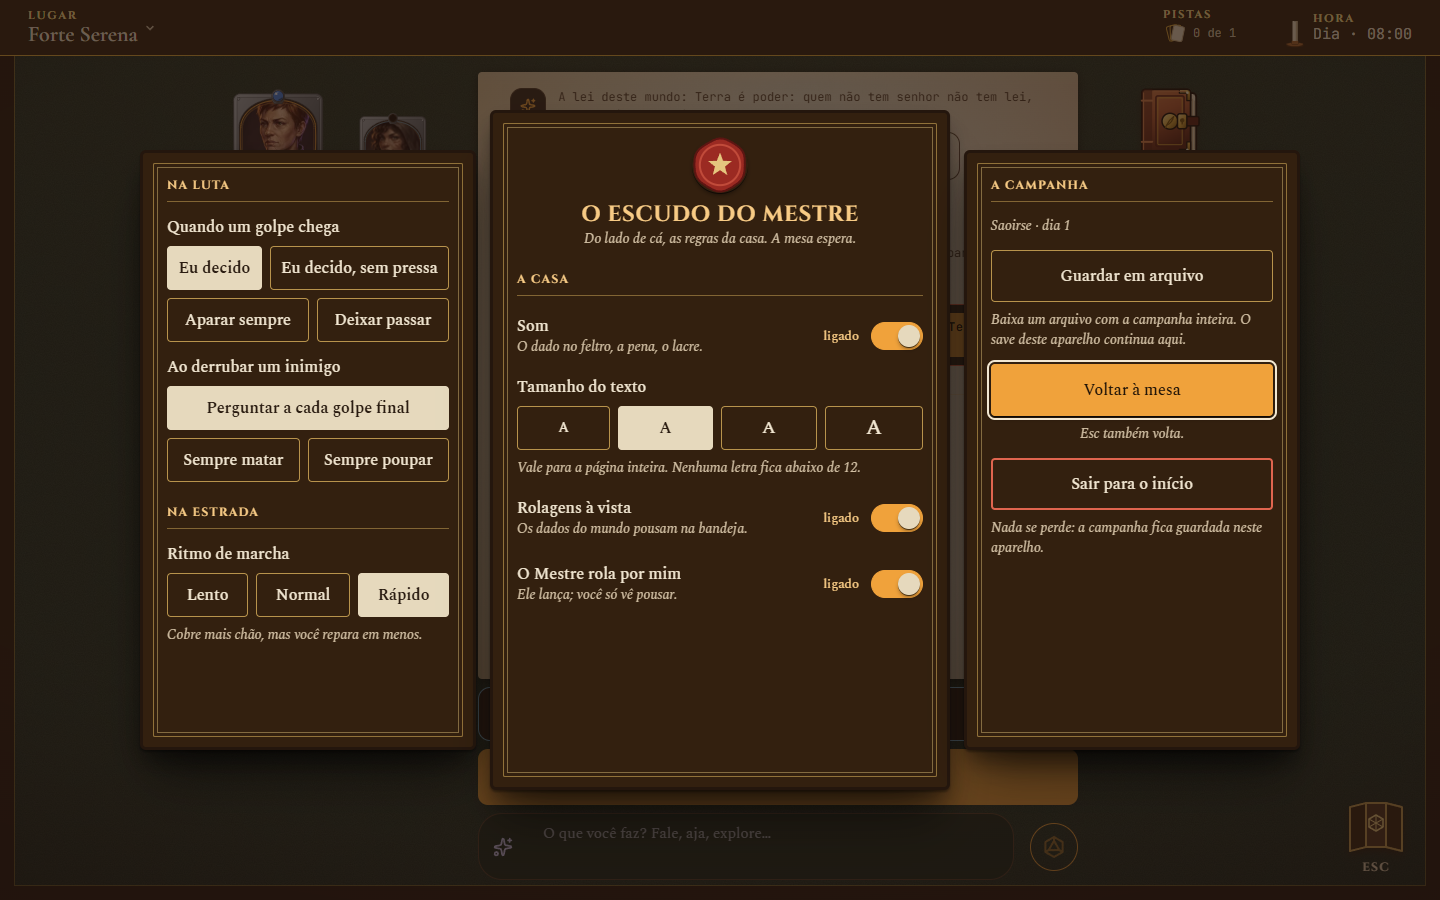 LUGAR
Forte Serena
PISTAS
0 de 1
HORA
Dia · 08:00
A lei deste mundo: Terra é poder: quem não tem senhor não tem lei,
NA LUTA
Quando um golpe chega
Eu decido
Eu decido, sem pressa
Aparar sempre
Deixar passar
Ao derrubar um inimigo
Perguntar a cada golpe final
Sempre matar
Sempre poupar
NA ESTRADA
Ritmo de marcha
Lento
Normal
Rápido
Cobre mais chão, mas você repara em menos.
O ESCUDO DO MESTRE
Do lado de cá, as regras da casa. A mesa espera.
A CASA
Som
O dado no feltro, a pena, o lacre.
ligado
Tamanho do texto
A
A
A
A
Vale para a página inteira. Nenhuma letra fica abaixo de 12.
Rolagens à vista
Os dados do mundo pousam na bandeja.
ligado
O Mestre rola por mim
Ele lança; você só vê pousar.
ligado
A CAMPANHA
Saoirse · dia 1
Guardar em arquivo
Baixa um arquivo com a campanha inteira. O
save deste aparelho continua aqui.
Voltar à mesa
Esc também volta.
Sair para o início
Nada se perde: a campanha fica guardada neste
aparelho.
O que você faz? Fale, aja, explore...
ESC